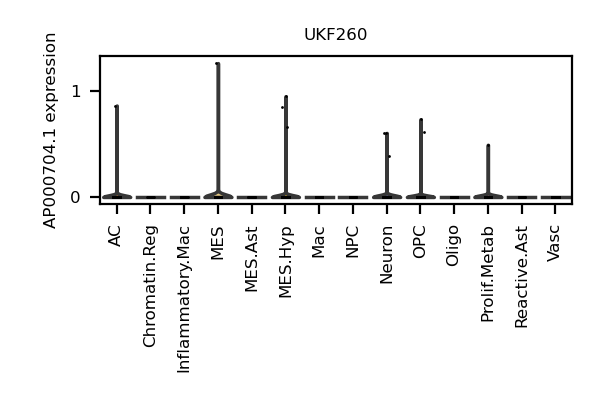 UKF260
AP000704.1 expression
1
0
AC
Chromatin.Reg
Inflammatory.Mac
MES
MES.Ast
MES.Hyp
Mac
NPC
Neuron
OPC
Oligo
Prolif.Metab
Reactive.Ast
Vasc